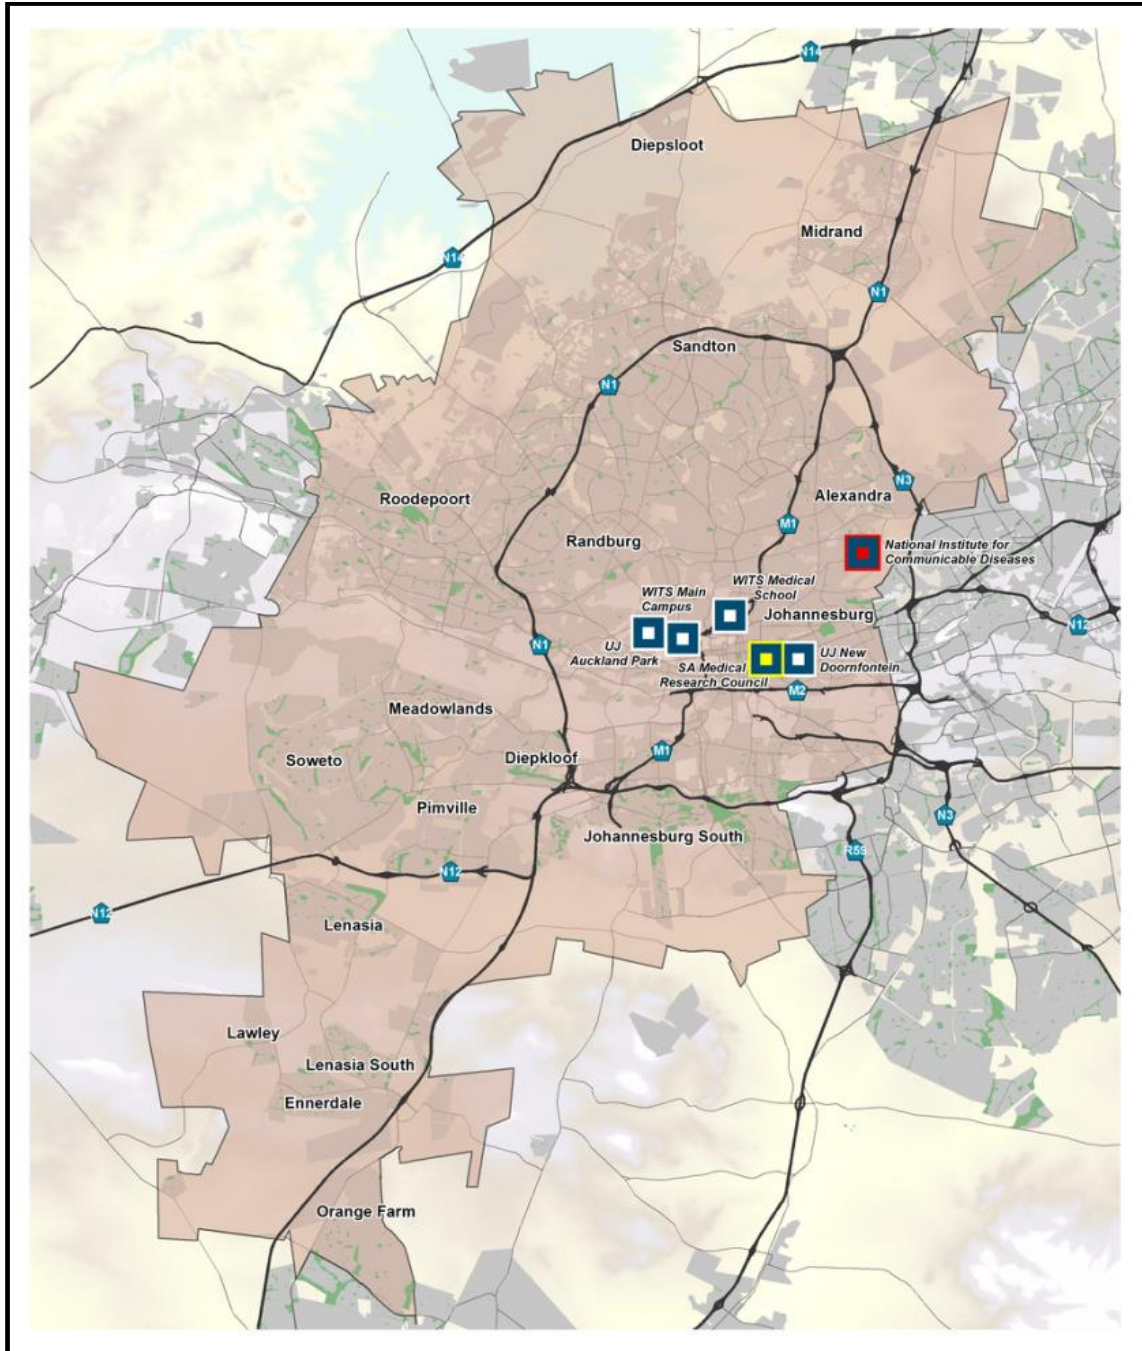 N14
Diepsloot
Midrand
N14
N1
Sandton
N1
N3
Alexandra
Roodepoort
M1
Randburg
National Institute for
Communicable Diseases
WITS Medical
School
WITS Main
Campus
Johannesburg
N12
UJ
Auckland Park
N1
SA Medical
Research Council
UJ New
Doornfontein
M2
Meadowlands
M1
Diepkloof
Soweto
Pimville
N3
Johannesburg South
R59
N12
N12
Lenasia
Lawley
Lenasia South
Ennerdale
Orange Farm